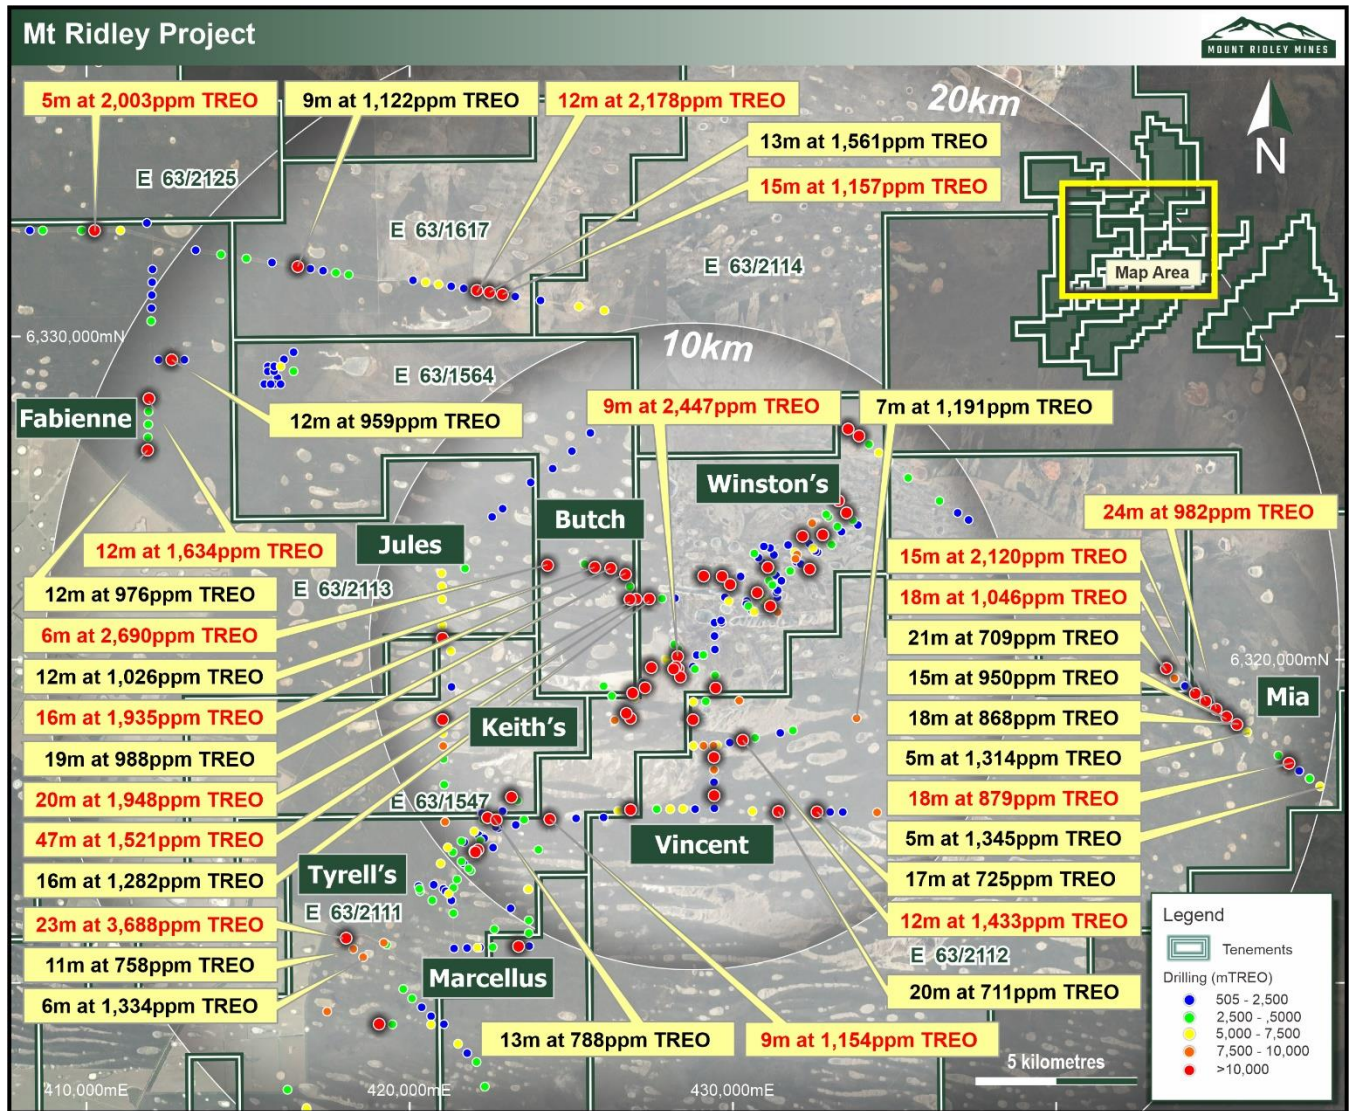 Mt Ridley Project
MOUNT RIDLEY MINES
5m at 2,003ppm TREO
9m at 1,122ppm TREO
12m at 2,178ppm TREO
20km
13m at 1,561ppm TREO
15m at 1,157ppm TREO
N
E 63/2125
E 63/1617
E 63/2114
Map Area
6,330,000mN
10km
E 63/1564
Fabienne
12m at 959ppm TREO
9m at 2,447ppm TREO
7m at 1,191ppm TREO
Winston's
Butch
Jules
24m at 982ppm TREO
12m at 1,634ppm TREO
15m at 2,120ppm TREO
12m at 976ppm TREO
E 63/2113
18m at 1,046ppm TREO
6m at 2,690ppm TREO
21m at 709ppm TREO
12m at 1,026ppm TREO
15m at 950ppm TREO
6,320,000mN
Mia
16m at 1,935ppm TREO
Keith's
18m at 868ppm TREO
19m at 988ppm TREO
5m at 1,314ppm TREO
20m at 1,948ppm TREO
E 63/1547
18m at 879ppm TREO
47m at 1,521ppm TREO
Vincent
5m at 1,345ppm TREO
16m at 1,282ppm TREO
Tyrell's
17m at 725ppm TREO
23m at 3,688ppm TREO
E 63/2111
12m at 1,433ppm TREO
11m at 758ppm TREO
E 63/2112
6m at 1,334ppm TREO
Marcellus
20m at 711ppm TREO
13m at 788ppm TREO
9m at 1,154ppm TREO
5 kilometres
410,000mE
420,000mE
430,000mE
Legend
Tenements
Drilling (mTREO)
505 - 2,500
2,500 - ,5000
5,000 - 7,500
7,500 - 10,000
>10,000